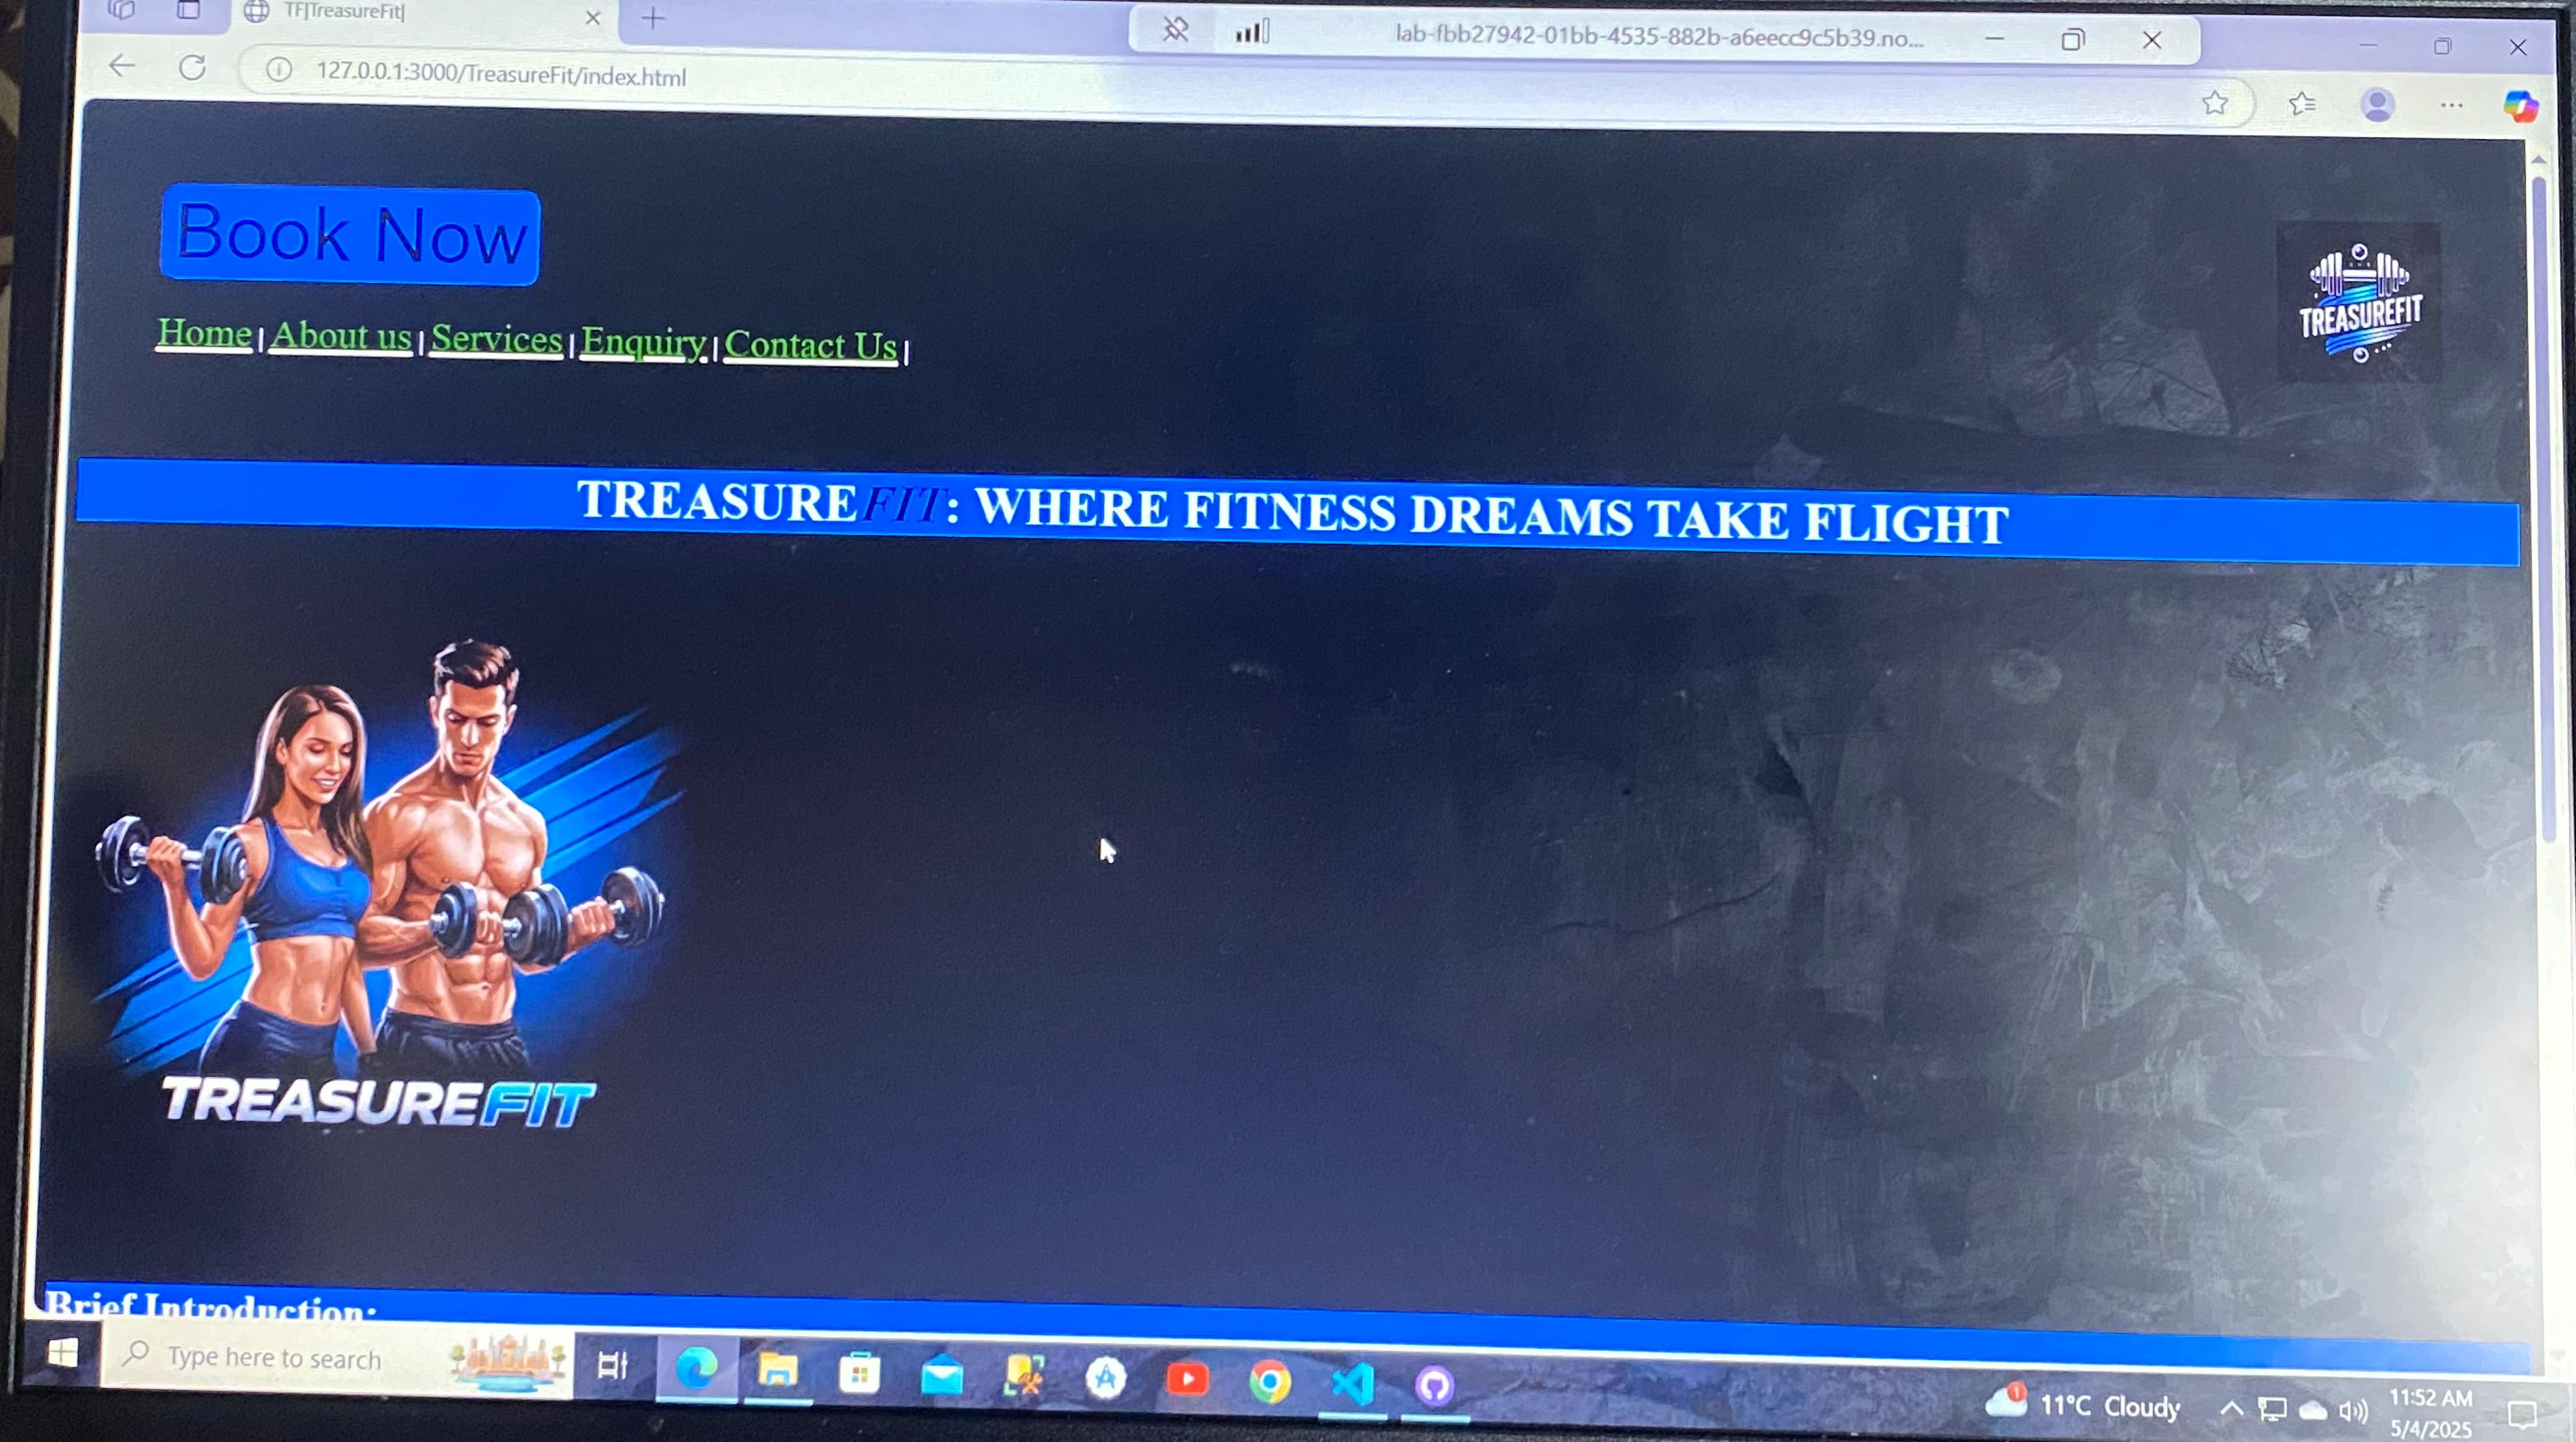 TF|TreasureFit|
lab-fbb27942-01bb-4535-882b-a6eecc9c5b39.no...
127.0.0.1:3000/TreasureFit/index.html
Book Now
TREASUREFIT
Home | About us | Services | Enquiry | Contact Us |
TREASUREFIT: WHERE FITNESS DREAMS TAKE FLIGHT
TREASUREFIT
Brief Introduction:
Type here to search
1
11°C Cloudy
11:52 AM
5/4/2025